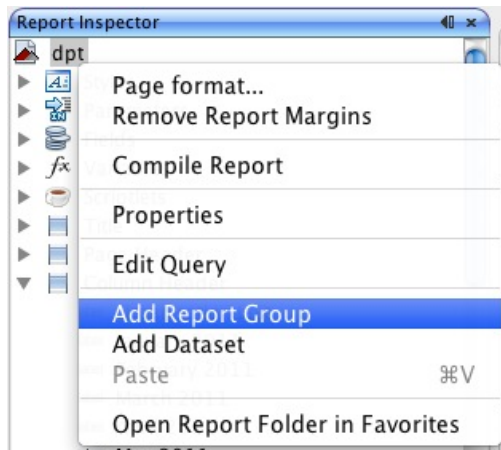 Report Inspector
dpt
Page format...
Remove Report Margins
Compile Report
Properties
Edit Query
Add Report Group
Add Dataset
Paste ⌘V
Open Report Folder in Favorites